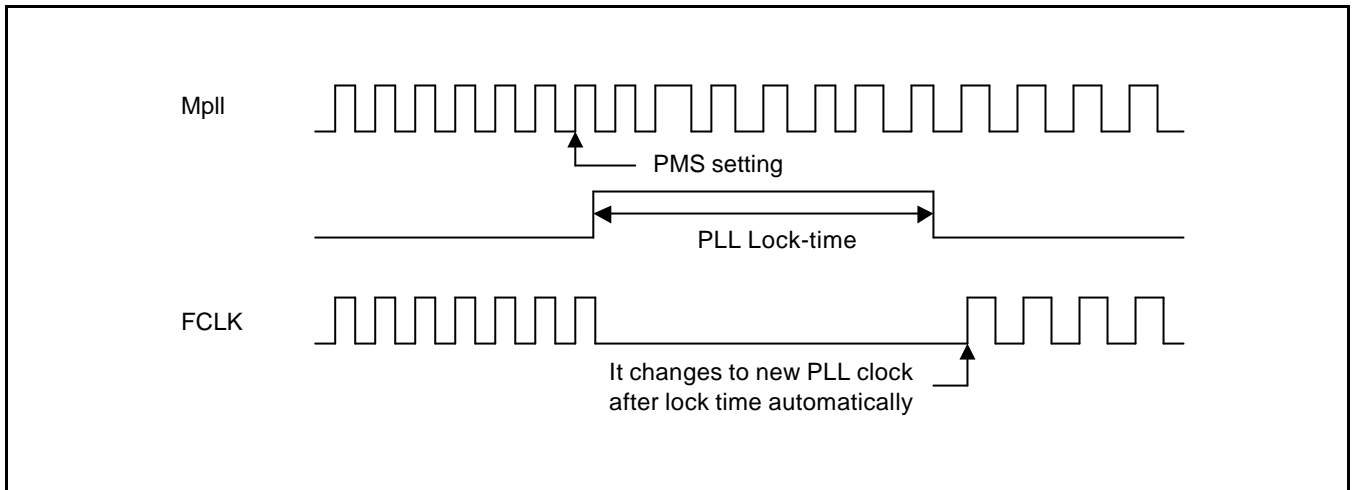 Mpll
PMS setting
PLL Lock-time
FCLK
It changes to new PLL clock
after lock time automatically